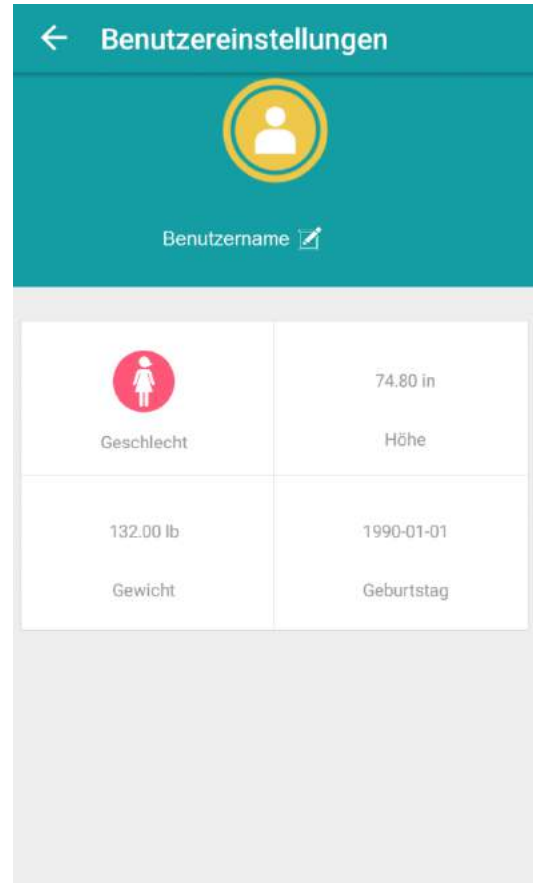 Benutzereinstellungen
Benutzername
74.80 in
Geschlecht
Höhe
132.00 lb
1990-01-01
Gewicht
Geburtstag